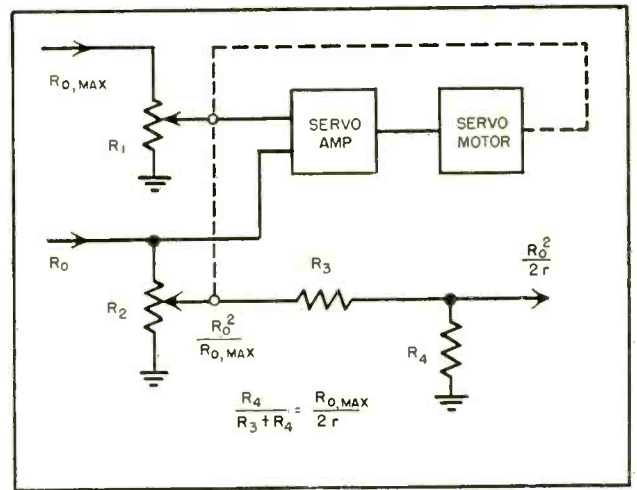 R₀,MAX
R₁
SERVO
AMP
SERVO
MOTOR
R₀
R₂
R₃
R₀²
2r
R₀²
R₀,MAX
R₄
R₄ / R₃+R₄ = R₀,MAX / 2r